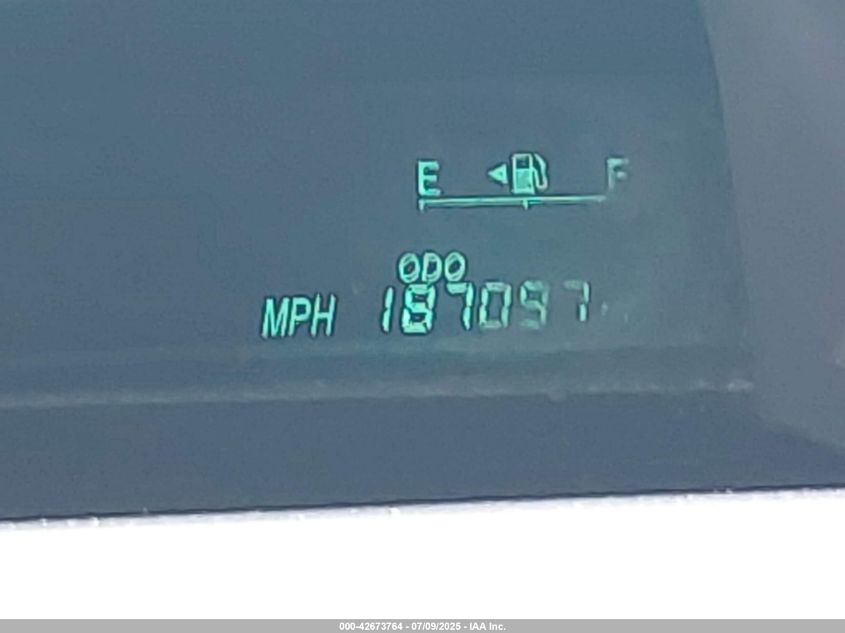 E F
ODO
MPH 187097
000-42673764 - 07/09/2025 - IAA Inc.